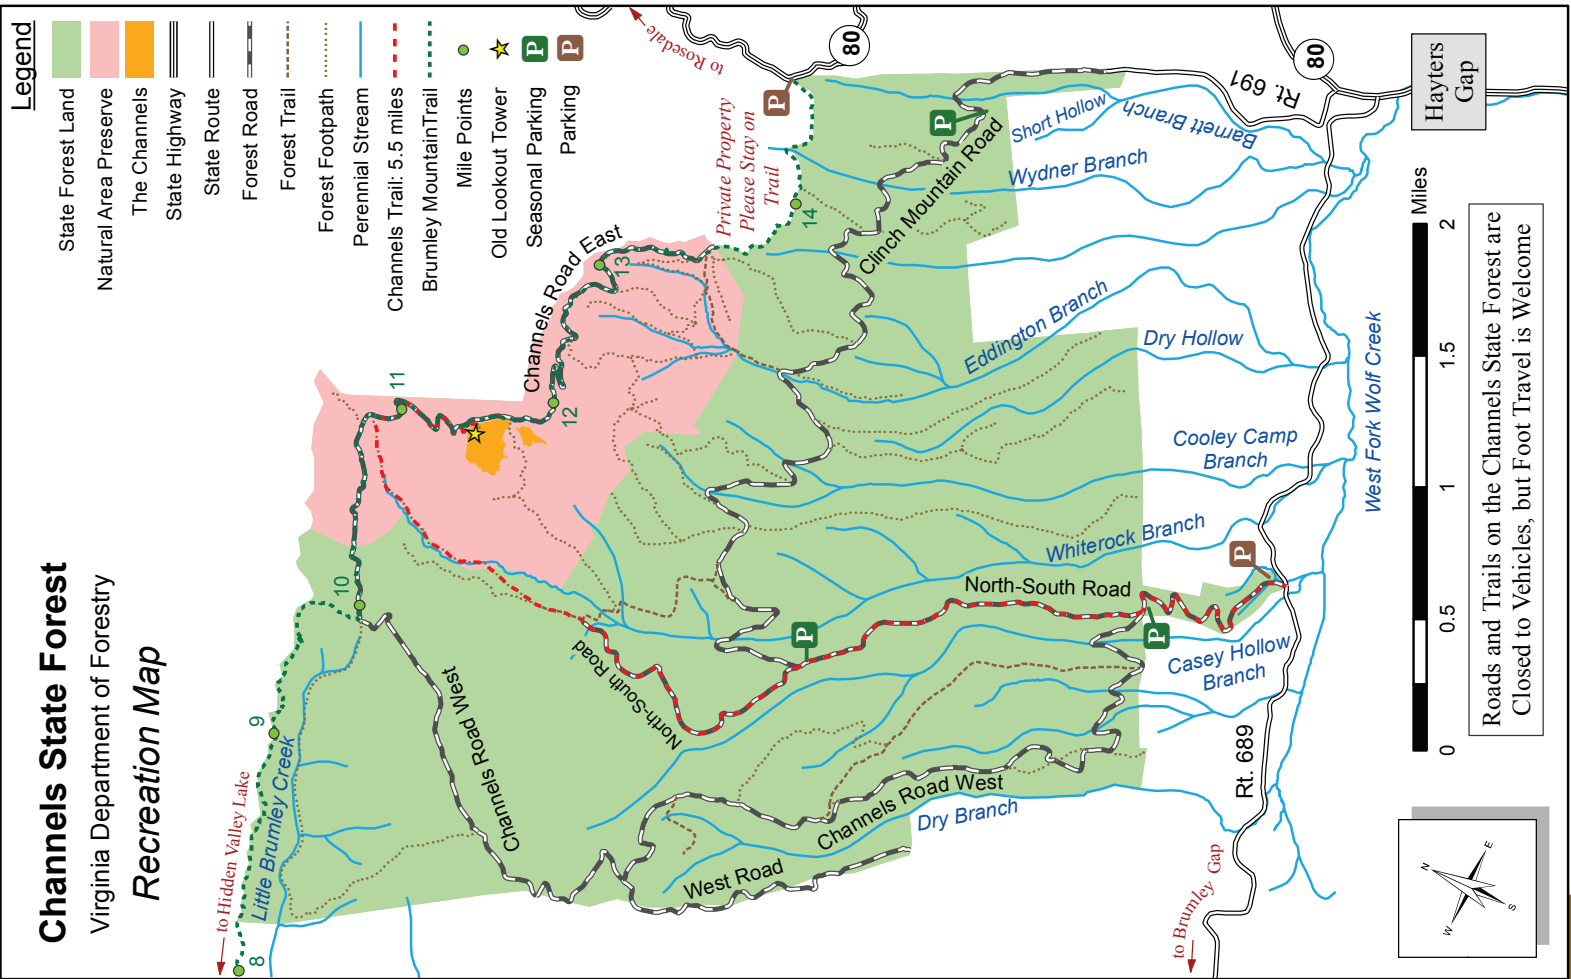 Channels State Forest
Virginia Department of Forestry
Recreation Map
Legend
State Forest Land
Natural Area Preserve
The Channels
State Highway
State Route
Forest Road
Forest Trail
Forest Footpath
Perennial Stream
Channels Trail: 5.5 miles
Brumley MountainTrail
Mile Points
Old Lookout Tower
P Seasonal Parking
P Parking
to Rosedale
80
80
Rt. 691
Hayters
Gap
Private Property
Please Stay on
Trail
P
P
14
13
12
11
10
9
8
Channels Road East
Clinch Mountain Road
Short Hollow
Barnett Branch
Wydner Branch
Eddington Branch
Dry Hollow
Cooley Camp
Branch
West Fork Wolf Creek
Whiterock Branch
North-South Road
P
P
P
Casey Hollow
Branch
North-South Road
Channels Road West
Channels Road West
Dry Branch
West Road
Little Brumley Creek
to Hidden Valley Lake
Rt. 689
to Brumley Gap
Miles
0
0.5
1
1.5
2
Roads and Trails on the Channels State Forest are
Closed to Vehicles, but Foot Travel is Welcome
N
E
S
W